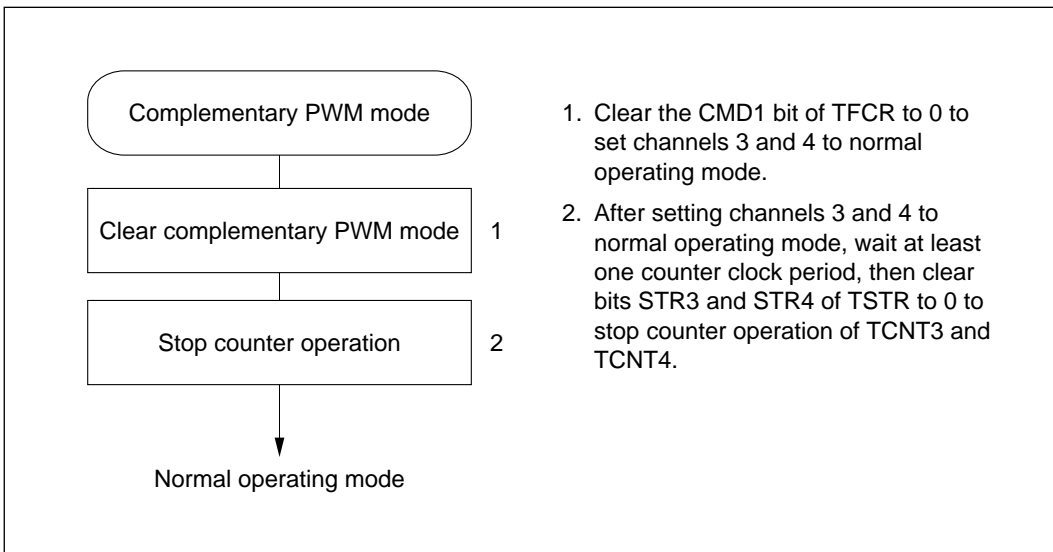 Complementary PWM mode
Clear complementary PWM mode 1
Stop counter operation 2
Normal operating mode
1. Clear the CMD1 bit of TFCR to 0 to
set channels 3 and 4 to normal
operating mode.
2. After setting channels 3 and 4 to
normal operating mode, wait at least
one counter clock period, then clear
bits STR3 and STR4 of TSTR to 0 to
stop counter operation of TCNT3 and
TCNT4.